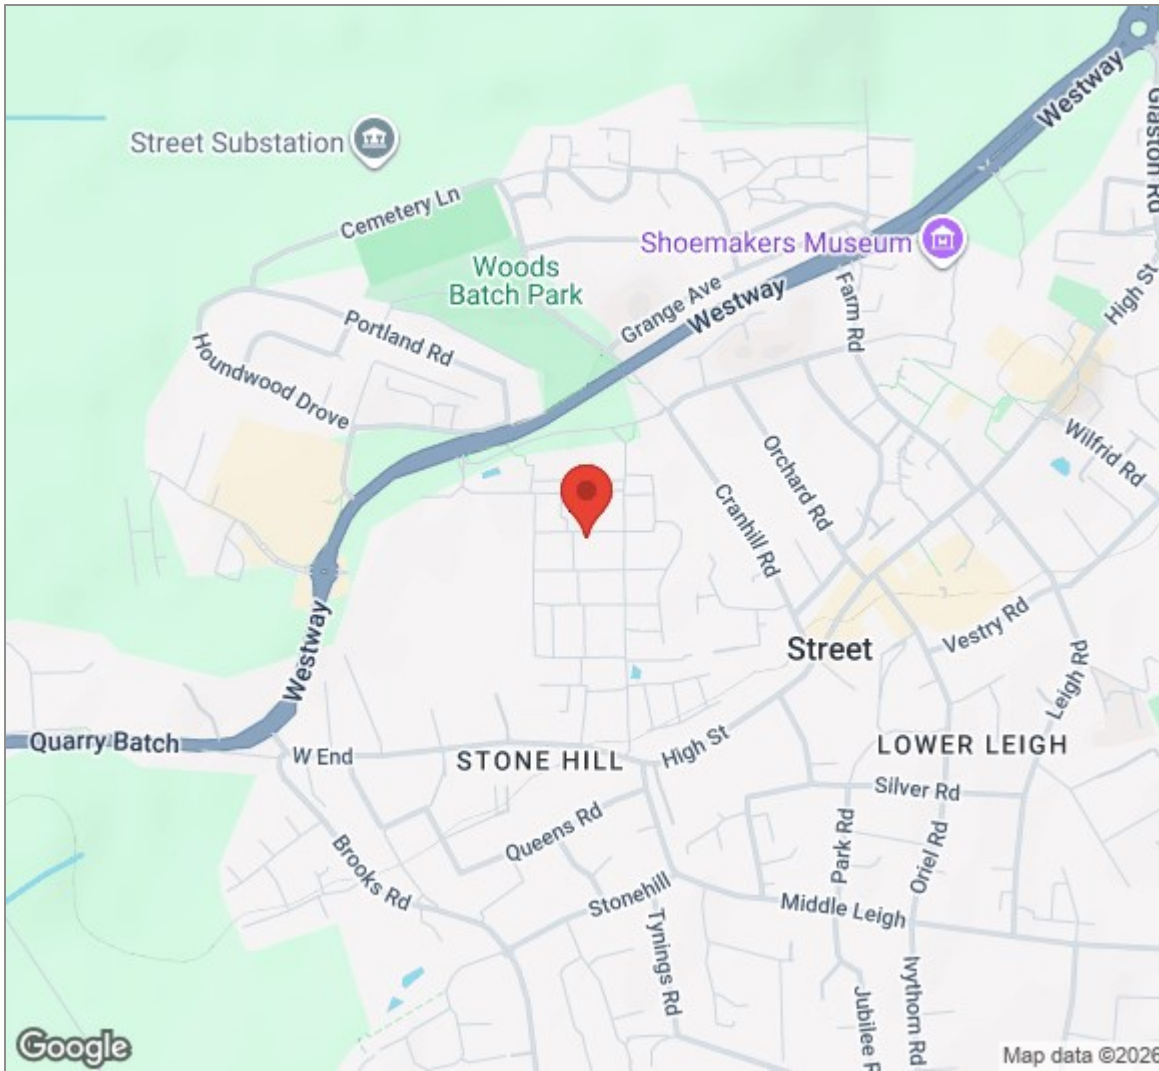 Westway
Glaston Rd
Street Substation
Cemetery Ln
Shoemakers Museum
Woods
Batch Park
High St
Grange Ave
Westway
Farm Rd
Portland Rd
Houndwood Drove
Wilfrid Rd
Orchard Rd
Cranhill Rd
Vestry Rd
Street
Westway
Leigh Rd
Quarry Batch
W End
STONE HILL
High St
LOWER LEIGH
Silver Rd
Queens Rd
Park Rd
Oriel Rd
Brooks Rd
Stonehill
Middle Leigh
Tynings Rd
Ivythorn Rd
Jubilee R
Google
Map data ©2026